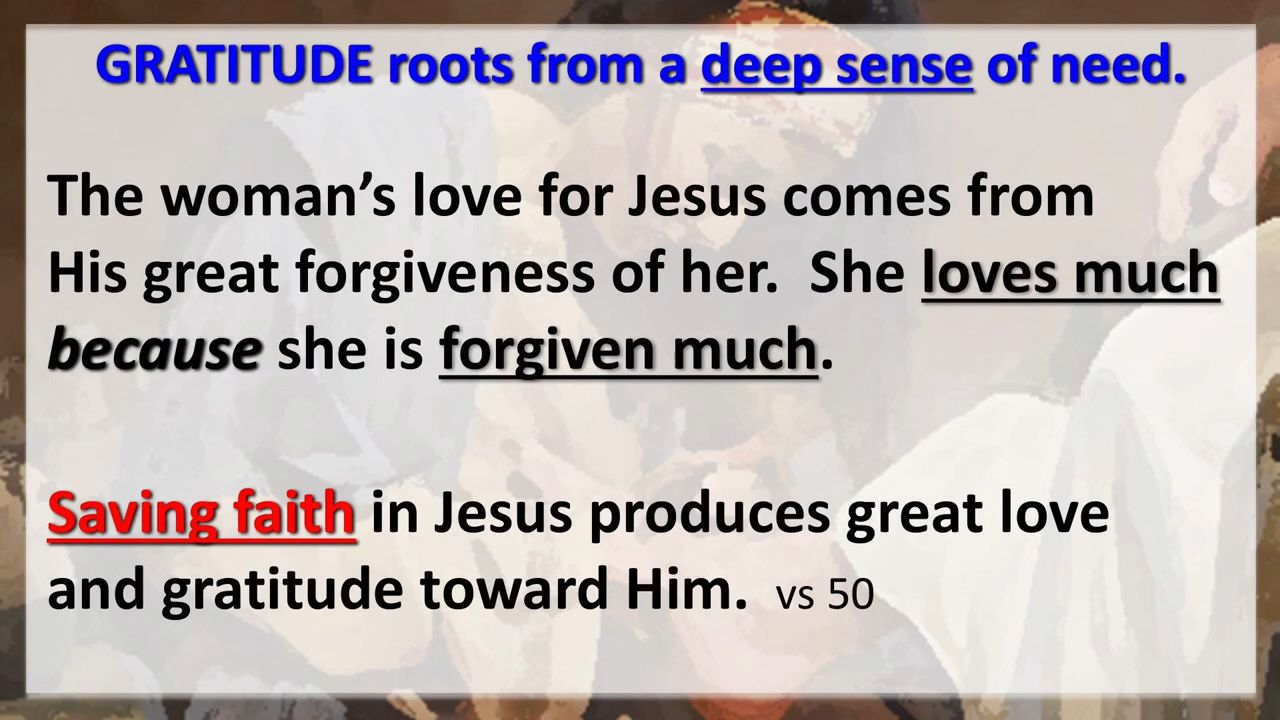 GRATITUDE roots from a deep sense of need.
The woman’s love for Jesus comes from
His great forgiveness of her.  She loves much
because she is forgiven much.
Saving faith in Jesus produces great love
and gratitude toward Him.  vs 50